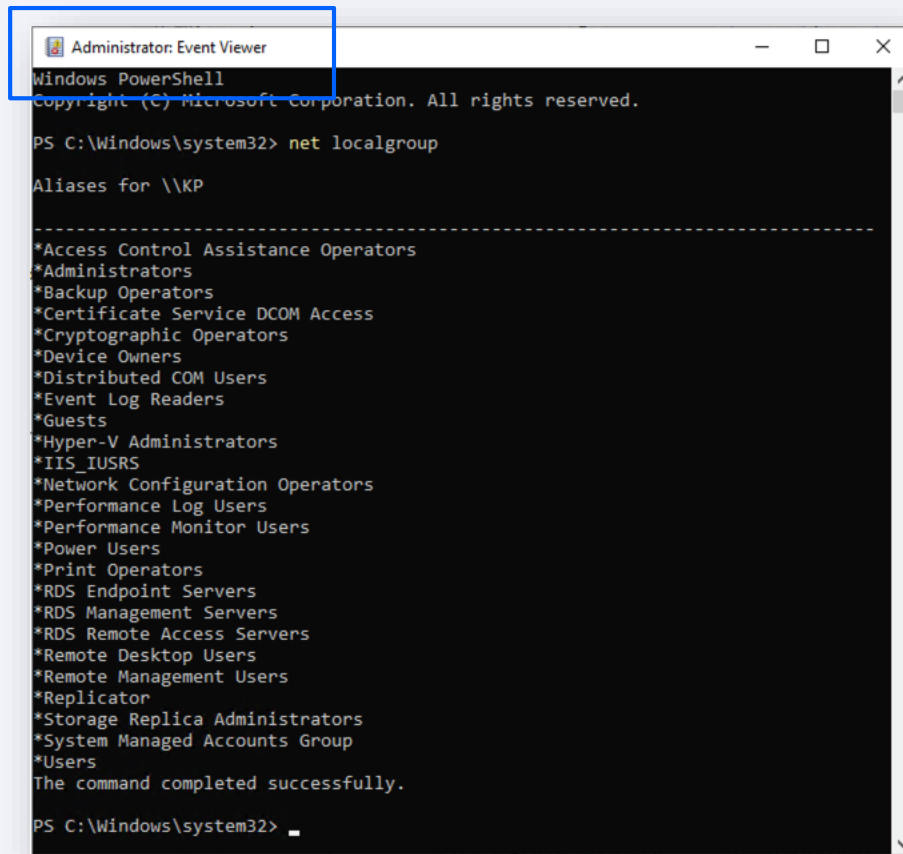 Administrator: Event Viewer
Windows PowerShell
Copyright (C) Microsoft Corporation. All rights reserved.
PS C:\Windows\system32> net localgroup
Aliases for \\KP
-------------------------------------------------------------------------------
*Access Control Assistance Operators
*Administrators
*Backup Operators
*Certificate Service DCOM Access
*Cryptographic Operators
*Device Owners
*Distributed COM Users
*Event Log Readers
*Guests
*Hyper-V Administrators
*IIS_IUSRS
*Network Configuration Operators
*Performance Log Users
*Performance Monitor Users
*Power Users
*Print Operators
*RDS Endpoint Servers
*RDS Management Servers
*RDS Remote Access Servers
*Remote Desktop Users
*Remote Management Users
*Replicator
*Storage Replica Administrators
*System Managed Accounts Group
*Users
The command completed successfully.
PS C:\Windows\system32>